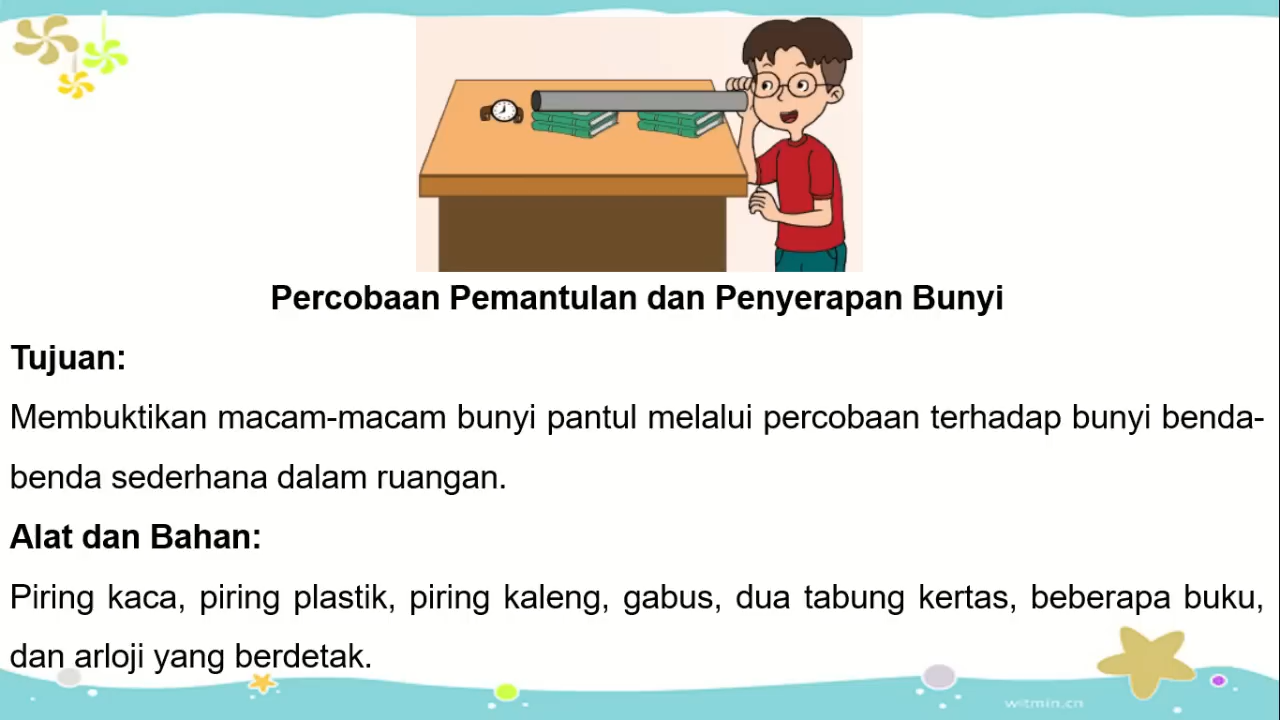 Percobaan Pemantulan dan Penyerapan Bunyi
Tujuan:
Membuktikan macam-macam bunyi pantul melalui percobaan terhadap bunyi benda-
benda sederhana dalam ruangan.
Alat dan Bahan:
Piring kaca, piring plastik, piring kaleng, gabus, dua tabung kertas, beberapa buku,
dan arloji yang berdetak.
witmin.cn